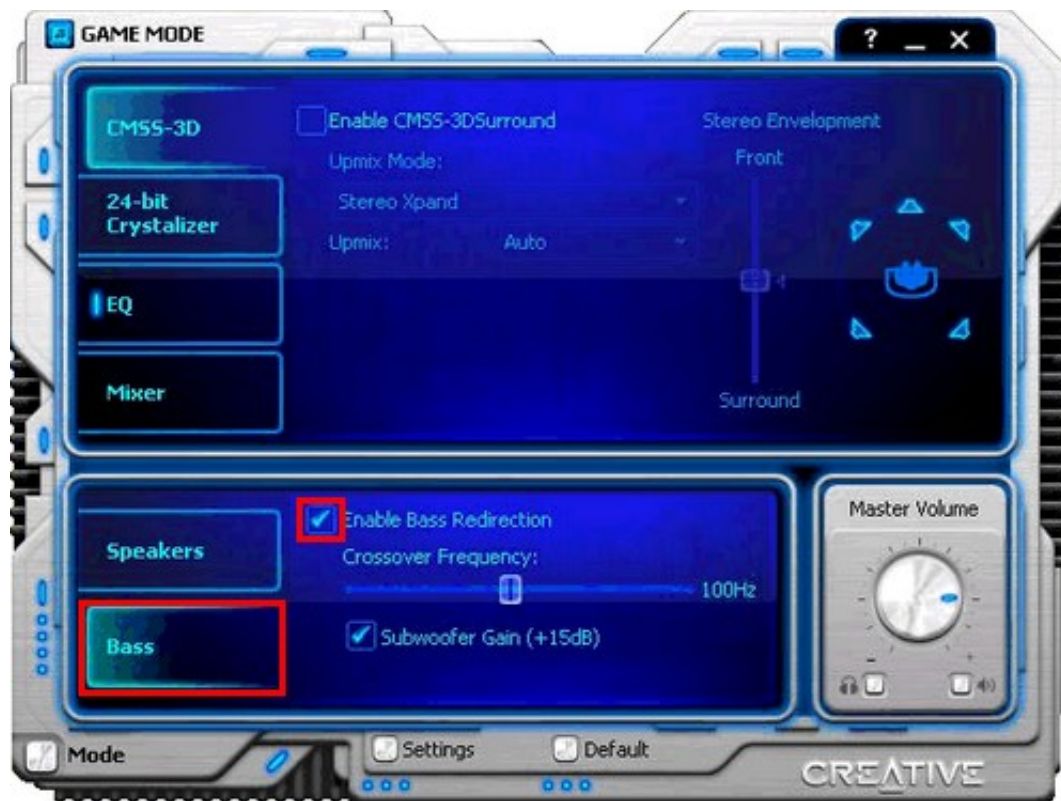 GAME MODE
? _ X
CMSS-3D
Enable CMSS-3DSurround
Stereo Envelopment
Upmix Mode:
Front
24-bit
Crystalizer
Stereo Xpand
Upmix:
Auto
EQ
Mixer
Surround
Speakers
Enable Bass Redirection
Crossover Frequency:
100Hz
Bass
Subwoofer Gain (+15dB)
Master Volume
- +
Mode
Settings
Default
CREATIVE